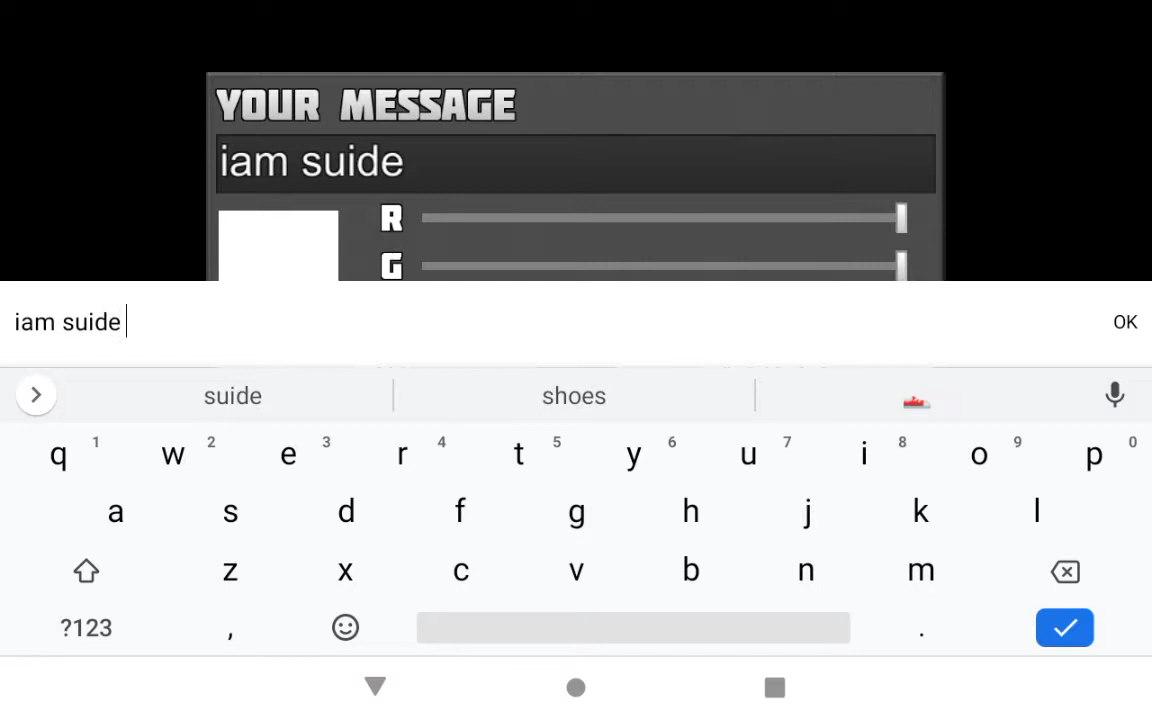 YOUR MESSAGE
iam suide
R
G
iam suide
OK
suide shoes
q 1 w 2 e 3 r 4 t 5 y 6 u 7 i 8 o 9 p 0
a s d f g h j k l
z x c v b n m
?123 , .